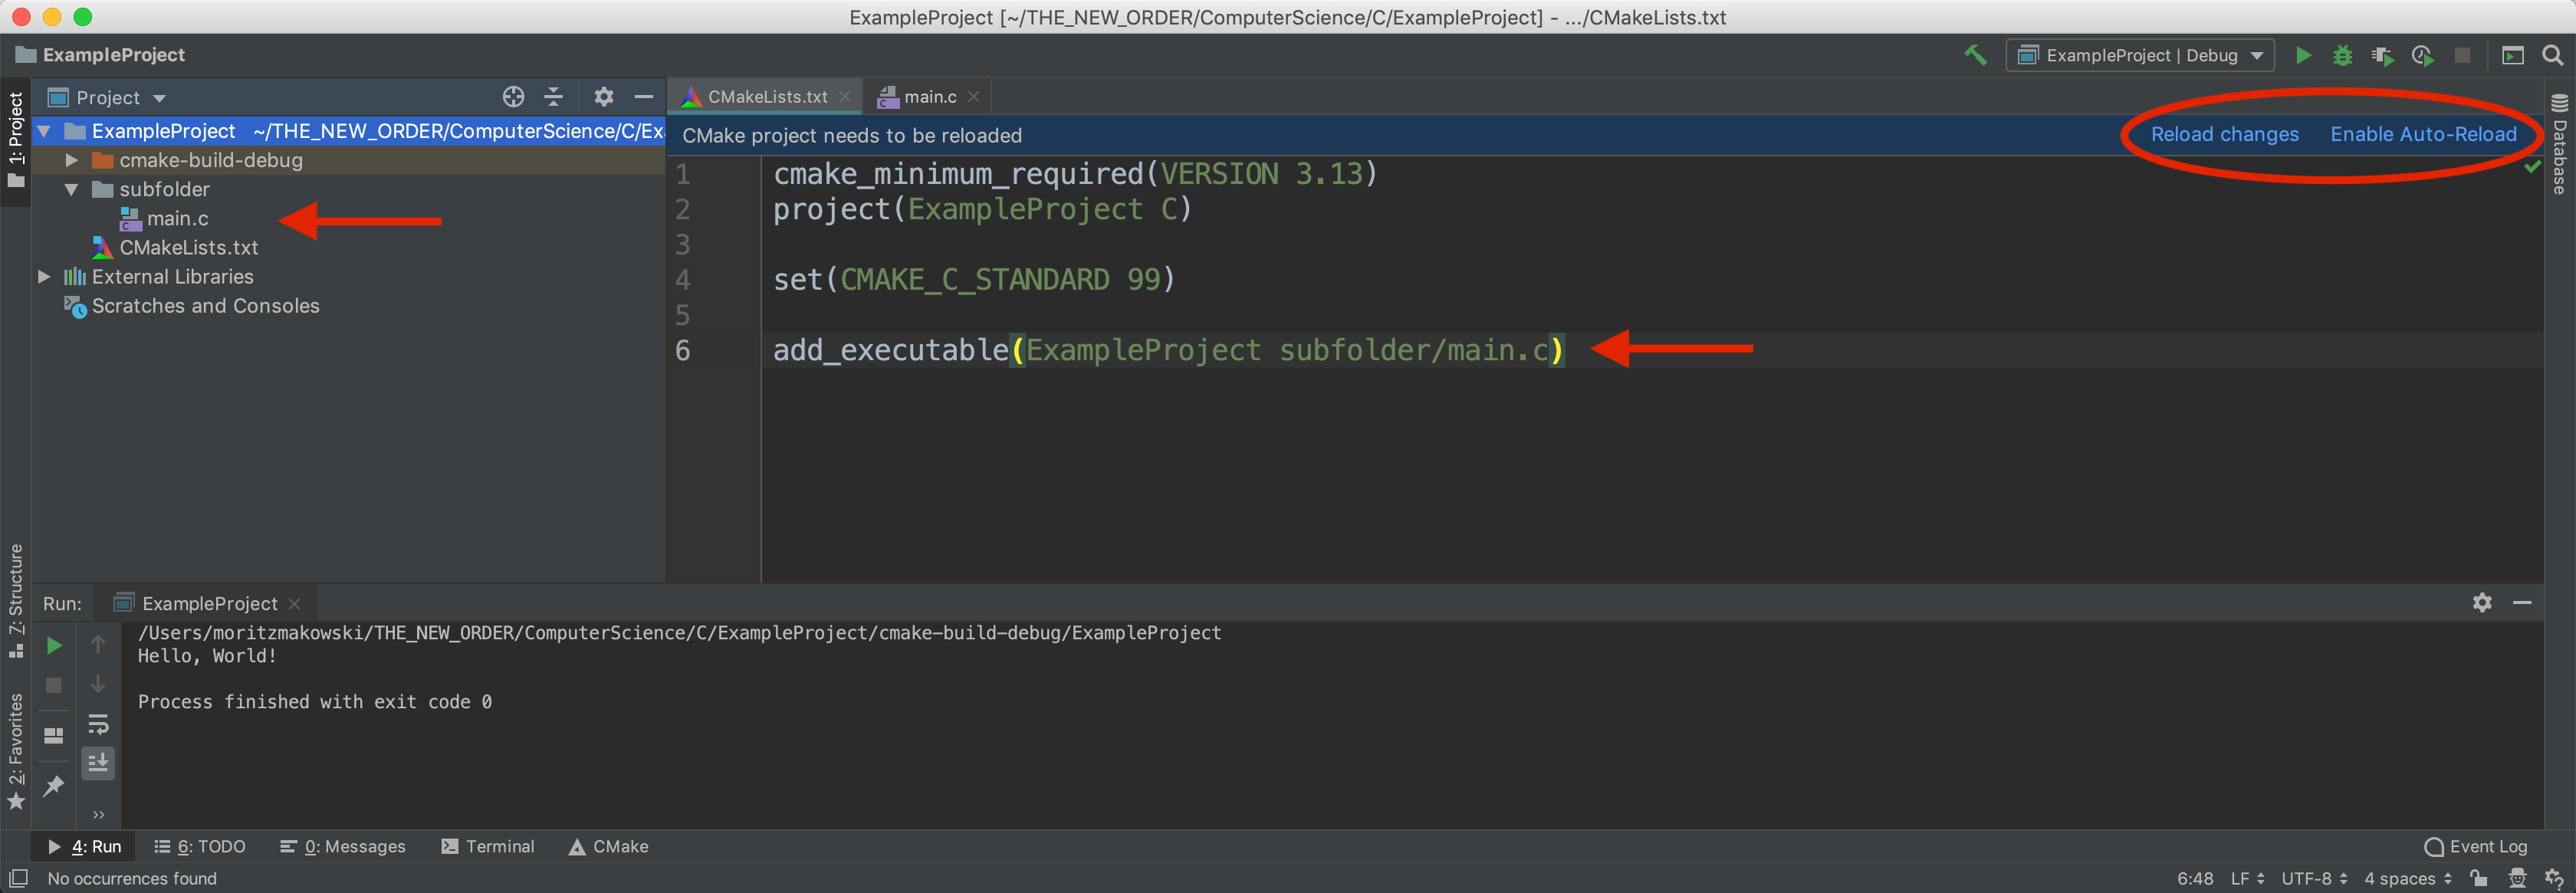 ExampleProject [~/THE_NEW_ORDER/ComputerScience/C/ExampleProject] - .../CMakeLists.txt
ExampleProject
ExampleProject | Debug
1: Project
Project
CMakeLists.txt
main.c
ExampleProject ~/THE_NEW_ORDER/ComputerScience/C/Exa
CMake project needs to be reloaded
Reload changes Enable Auto-Reload
Database
cmake-build-debug
subfolder
main.c
CMakeLists.txt
External Libraries
Scratches and Consoles
1 cmake_minimum_required(VERSION 3.13)
2 project(ExampleProject C)
3
4 set(CMAKE_C_STANDARD 99)
5
6 add_executable(ExampleProject subfolder/main.c)
Z: Structure
2: Favorites
Run: ExampleProject
/Users/moritzmakowski/THE_NEW_ORDER/ComputerScience/C/ExampleProject/cmake-build-debug/ExampleProject
Hello, World!
Process finished with exit code 0
4: Run 6: TODO 0: Messages Terminal CMake Event Log
No occurrences found 6:48 LF UTF-8 4 spaces